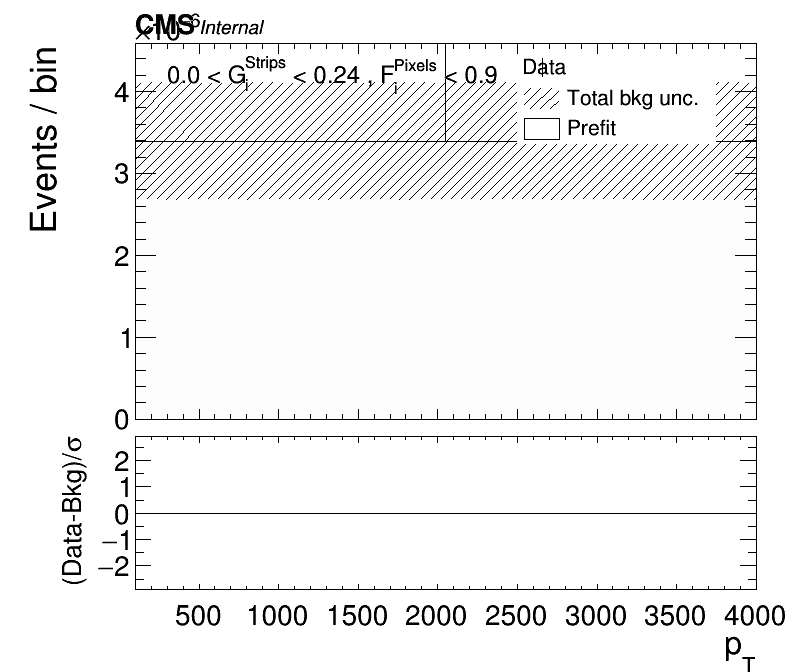 CMS Internal
×10⁻⁶
0.0 < G_i^Strips < 0.24 , F_i^Pixels < 0.9
Data
Total bkg unc.
Prefit
Events / bin
4
3
2
1
0
(Data-Bkg)/σ
2
1
0
−1
−2
500 1000 1500 2000 2500 3000 3500 4000
p_T